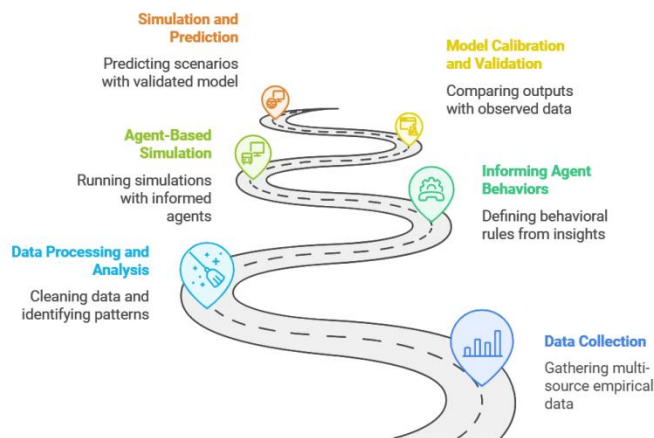 Simulation and
Prediction
Predicting scenarios
with validated model
Model Calibration
and Validation
Comparing outputs
with observed data
Agent-Based
Simulation
Running simulations
with informed
agents
Informing Agent
Behaviors
Defining behavioral
rules from insights
Data Processing and
Analysis
Cleaning data and
identifying patterns
Data Collection
Gathering multi-
source empirical
data